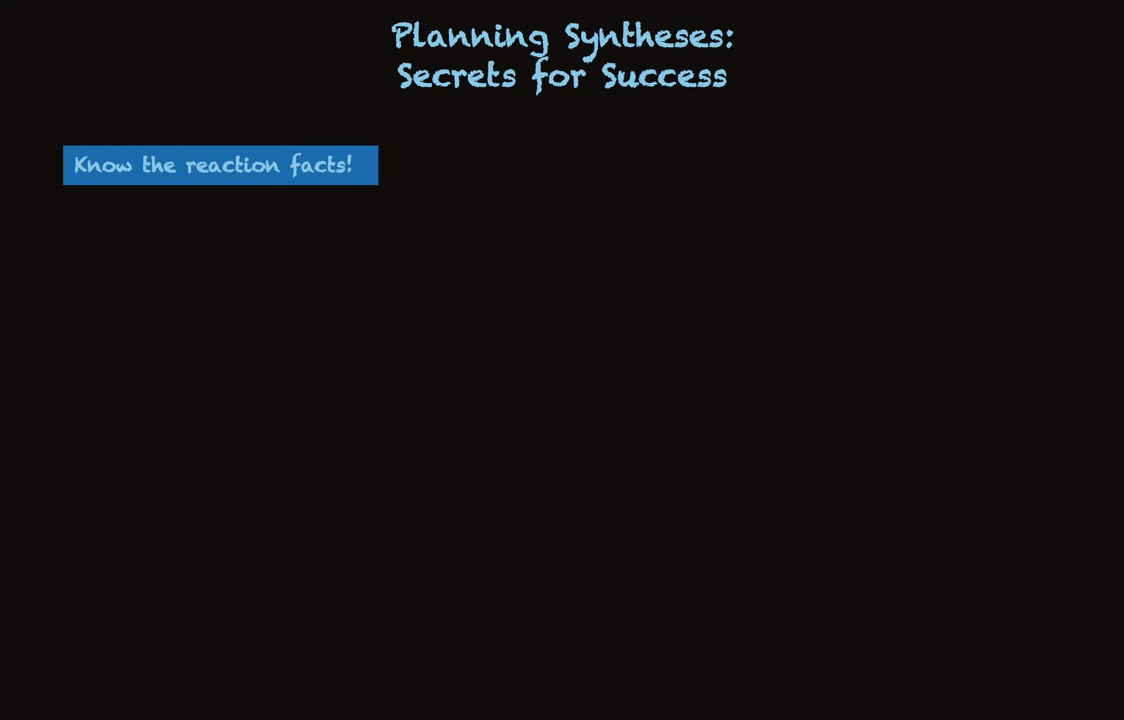 Planning Syntheses:
Secrets for Success
Know the reaction facts!